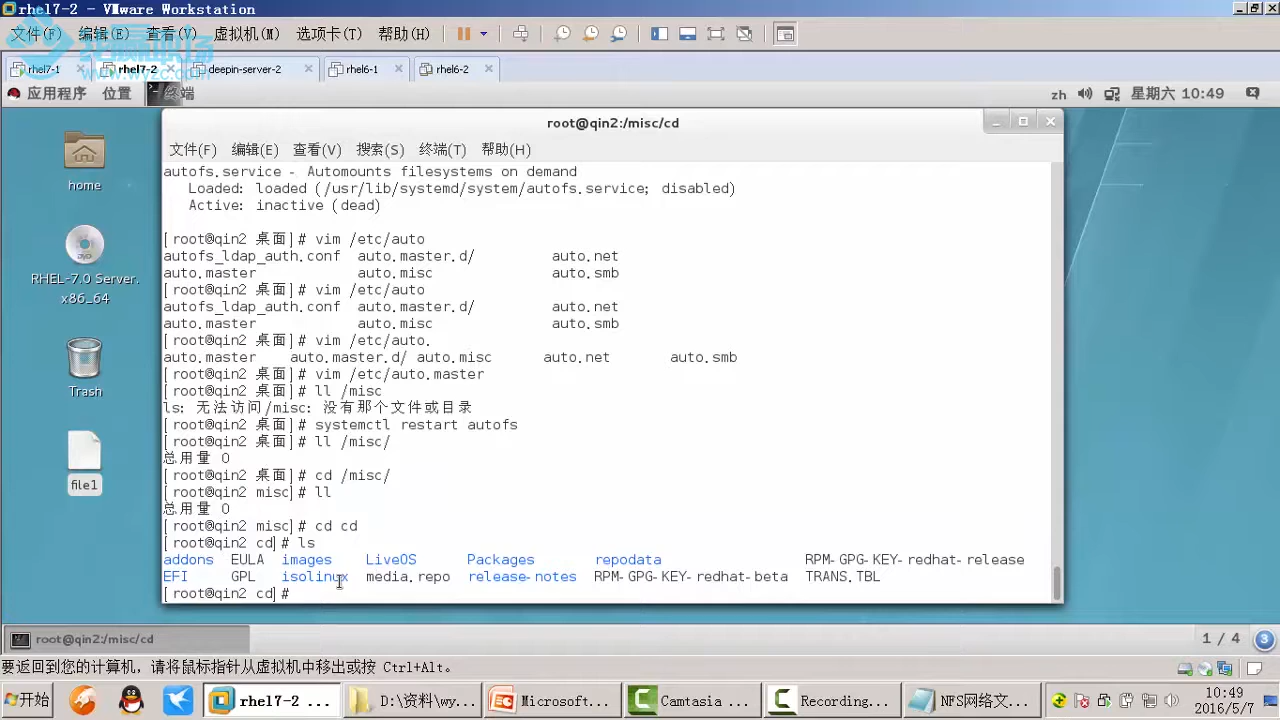 rhel7-2 - VMware Workstation
文件(F) 编辑(E) 查看(V) 虚拟机(M) 选项卡(T) 帮助(H)
www.wyzc.com
rhel7-1 rhel7-2 deepin-server-2 rhel6-1 rhel6-2
应用程序 位置 终端 zh 星期六 10:49
root@qin2:/misc/cd
文件(F) 编辑(E) 查看(V) 搜索(S) 终端(T) 帮助(H)
home
RHEL-7.0 Server.
x86_64
Trash
file1
autofs.service - Automounts filesystems on demand
Loaded: loaded (/usr/lib/systemd/system/autofs.service; disabled)
Active: inactive (dead)
[root@qin2 桌面]# vim /etc/auto
autofs_ldap_auth.conf auto.master.d/ auto.net
auto.master auto.misc auto.smb
[root@qin2 桌面]# vim /etc/auto
autofs_ldap_auth.conf auto.master.d/ auto.net
auto.master auto.misc auto.smb
[root@qin2 桌面]# vim /etc/auto.
auto.master auto.master.d/ auto.misc auto.net auto.smb
[root@qin2 桌面]# vim /etc/auto.master
[root@qin2 桌面]# ll /misc
ls: 无法访问/misc: 没有那个文件或目录
[root@qin2 桌面]# systemctl restart autofs
[root@qin2 桌面]# ll /misc/
总用量 0
[root@qin2 桌面]# cd /misc/
[root@qin2 misc]# ll
总用量 0
[root@qin2 misc]# cd cd
[root@qin2 cd]# ls
addons EULA images LiveOS Packages repodata RPM-GPG-KEY-redhat-release
EFI GPL isolinux media.repo release-notes RPM-GPG-KEY-redhat-beta TRANS.TBL
[root@qin2 cd]#
root@qin2:/misc/cd 1 / 4 3
要返回到您的计算机，请将鼠标指针从虚拟机中移出或按 Ctrl+Alt。
开始 rhel7-2 ... D:\资料\wy... Microsoft... Camtasia ... Recording... NFS网络文... 10:49
2016/5/7